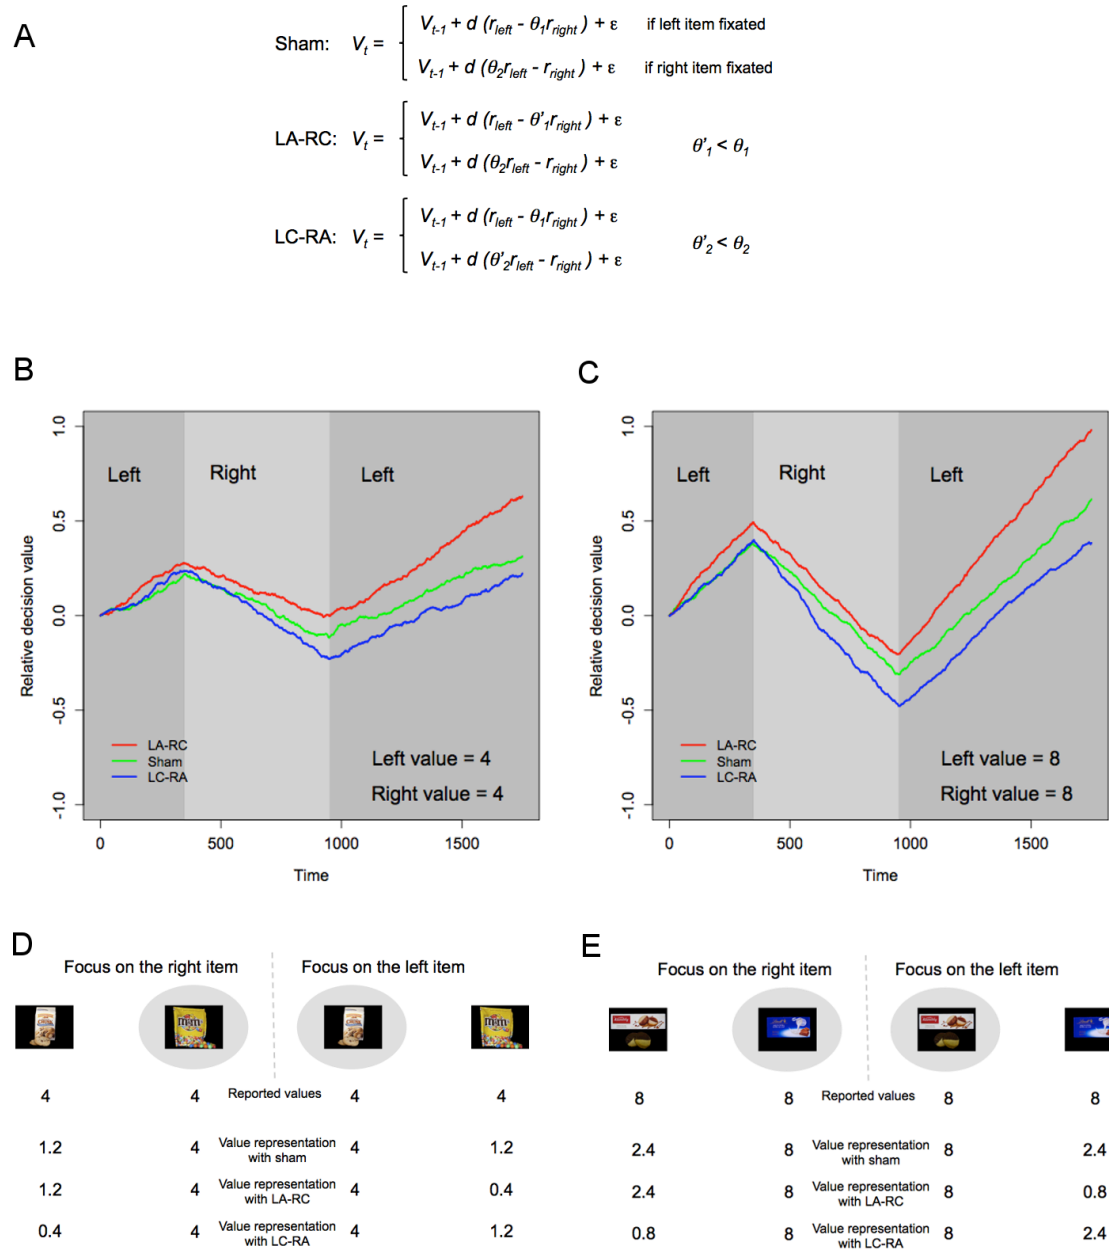 A
Sham: Vt = Vt-1 + d (rleft - θ1rright) + ε if left item fixated
Vt-1 + d (θ2rleft - rright) + ε if right item fixated
LA-RC: Vt = Vt-1 + d (rleft - θ'1rright) + ε
Vt-1 + d (θ2rleft - rright) + ε
θ'1 < θ1
LC-RA: Vt = Vt-1 + d (rleft - θ1rright) + ε
Vt-1 + d (θ'2rleft - rright) + ε
θ'2 < θ2
B
Relative decision value
1.0
0.5
0.0
-0.5
-1.0
Left
Right
Left
LA-RC
Sham
LC-RA
Left value = 4
Right value = 4
0 500 1000 1500
Time
C
Relative decision value
1.0
0.5
0.0
-0.5
-1.0
Left
Right
Left
LA-RC
Sham
LC-RA
Left value = 8
Right value = 8
0 500 1000 1500
Time
D
Focus on the right item
Focus on the left item
m&m's
m&m's
4 4 Reported values 4 4
1.2 4 Value representation with sham 4 1.2
1.2 4 Value representation with LA-RC 4 0.4
0.4 4 Value representation with LC-RA 4 1.2
E
Focus on the right item
Focus on the left item
8 8 Reported values 8 8
2.4 8 Value representation with sham 8 2.4
2.4 8 Value representation with LA-RC 8 0.8
0.8 8 Value representation with LC-RA 8 2.4